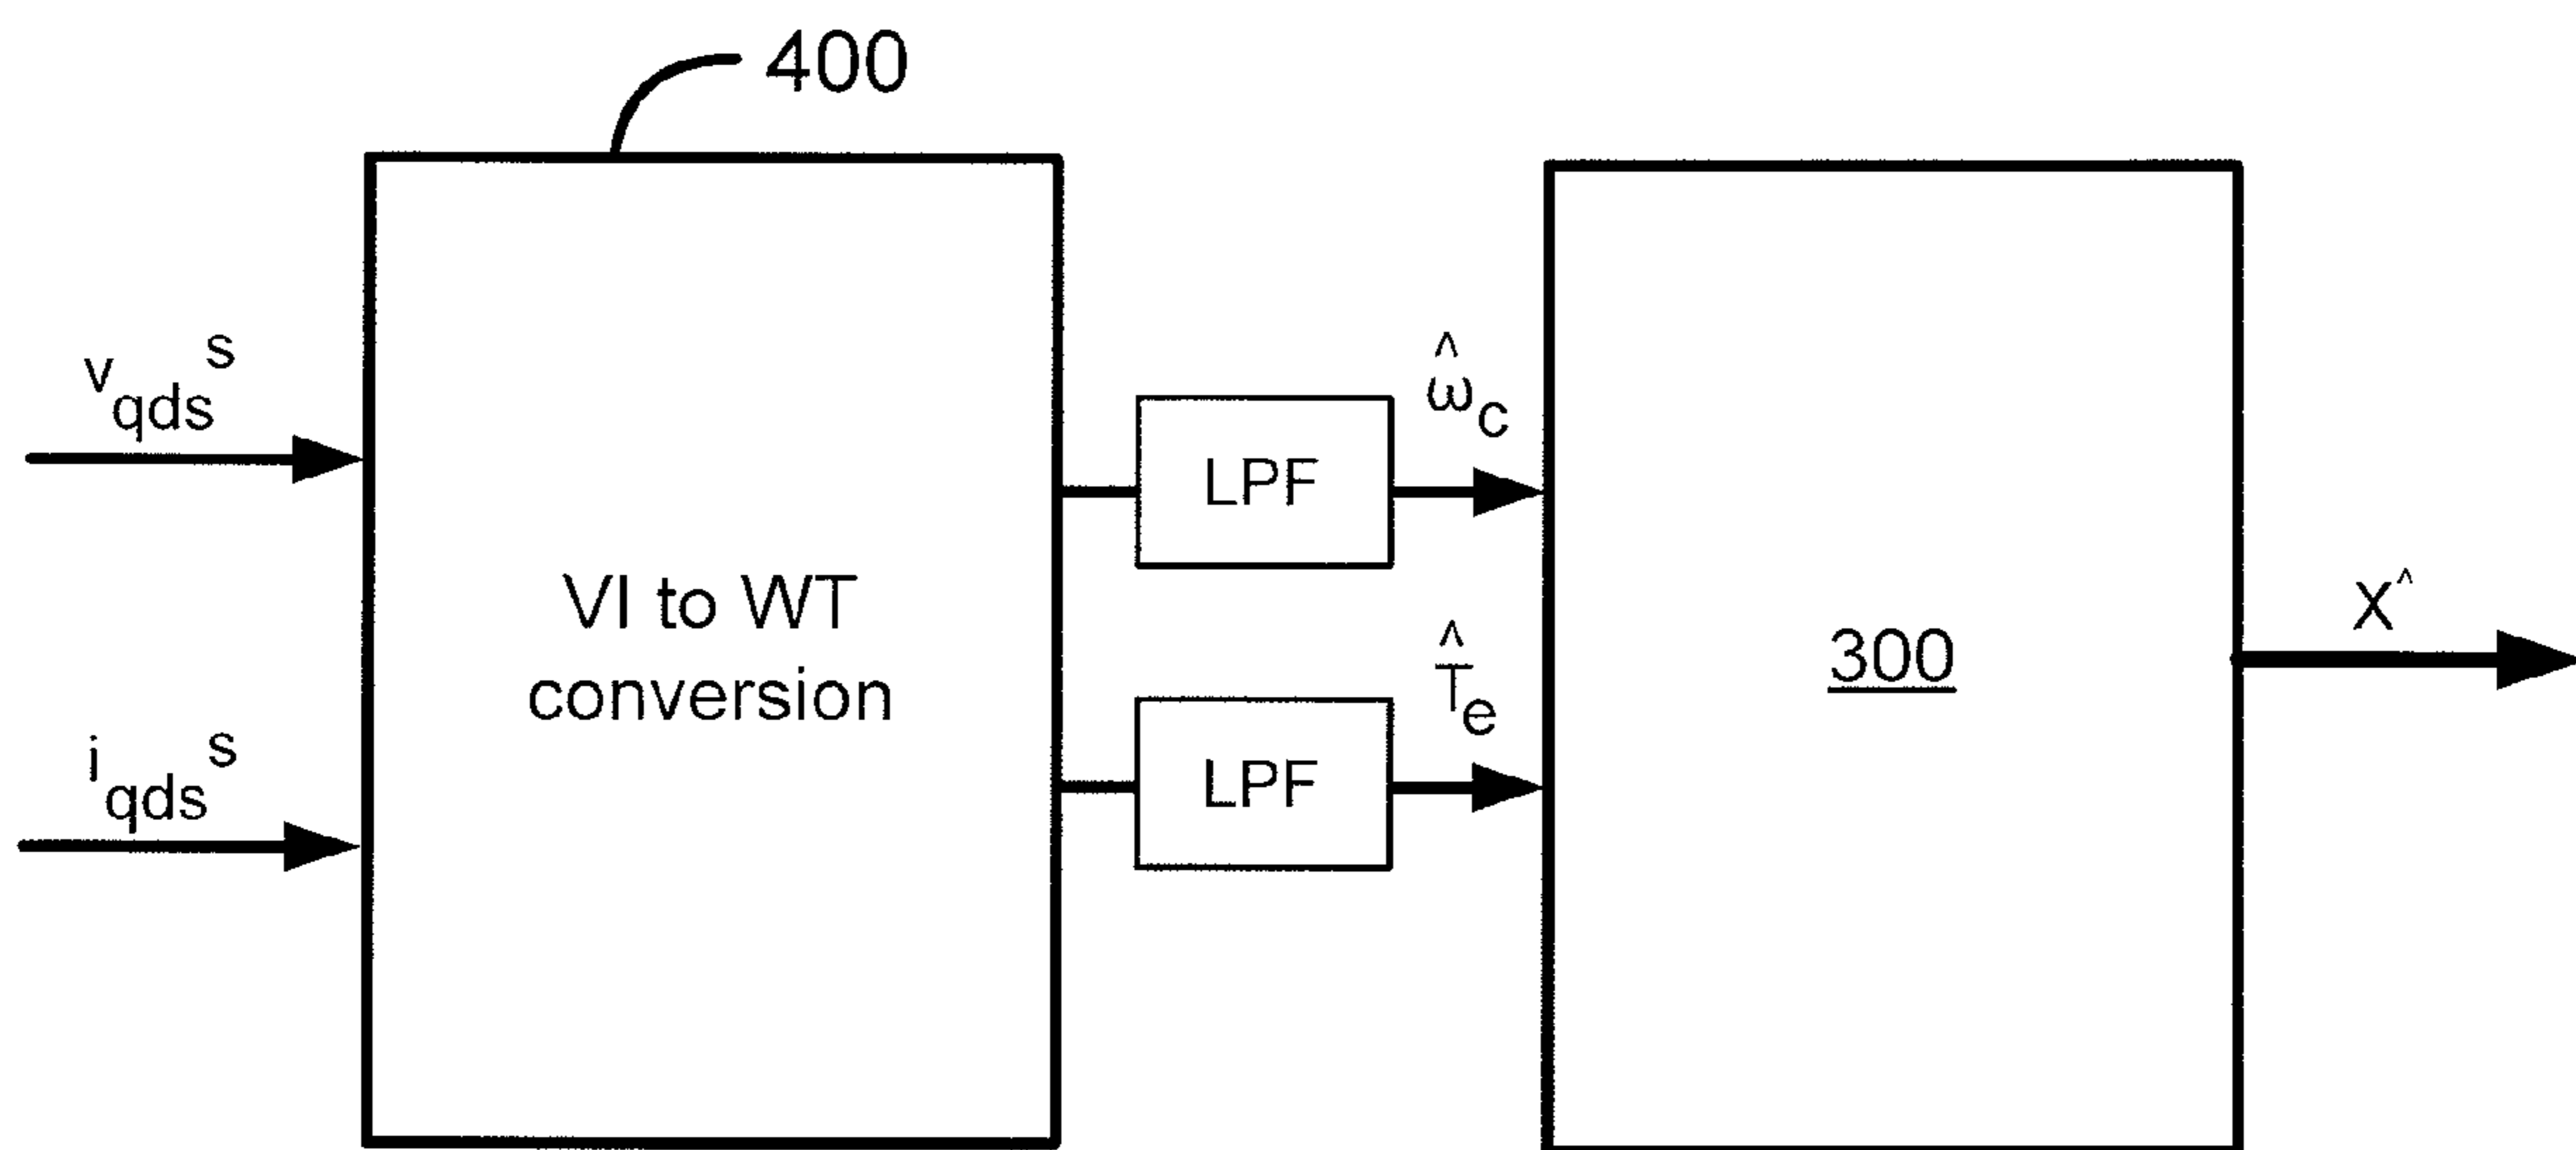 400
v_qds^s
i_qds^s
VI to WT
conversion
LPF
LPF
ω̂_c
T̂_e
300
X^